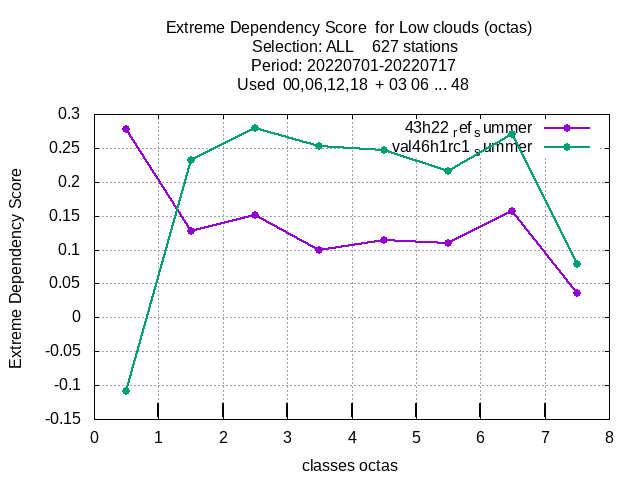 Extreme Dependency Score  for Low clouds (octas)
Selection: ALL    627 stations
Period: 20220701-20220717
Used  00,06,12,18  + 03 06 ... 48
43h22_ref_summer
val46h1rc1_summer
0.3
0.25
0.2
0.15
0.1
0.05
0
-0.05
-0.1
-0.15
Extreme Dependency Score
0 1 2 3 4 5 6 7 8
classes octas